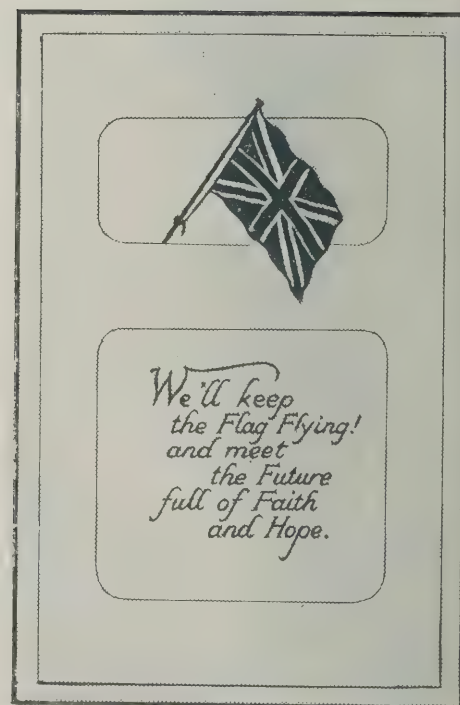 We'll keep
the Flag Flying!
and meet
the Future
full of Faith
and Hope.